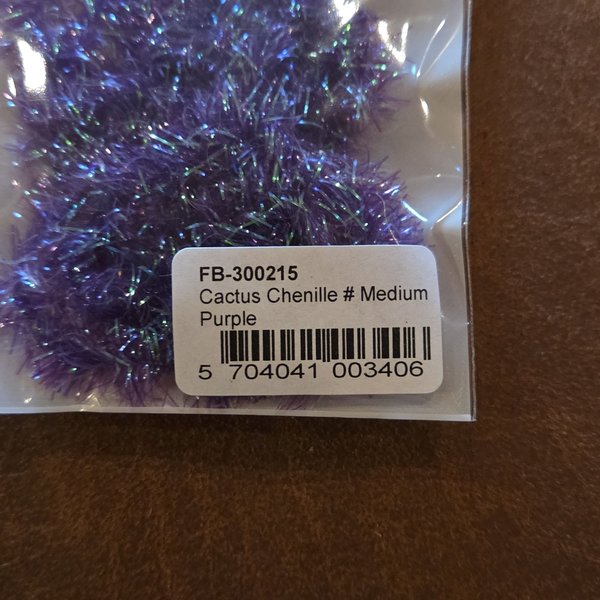 FB-300215
Cactus Chenille # Medium
Purple
5 704041 003406